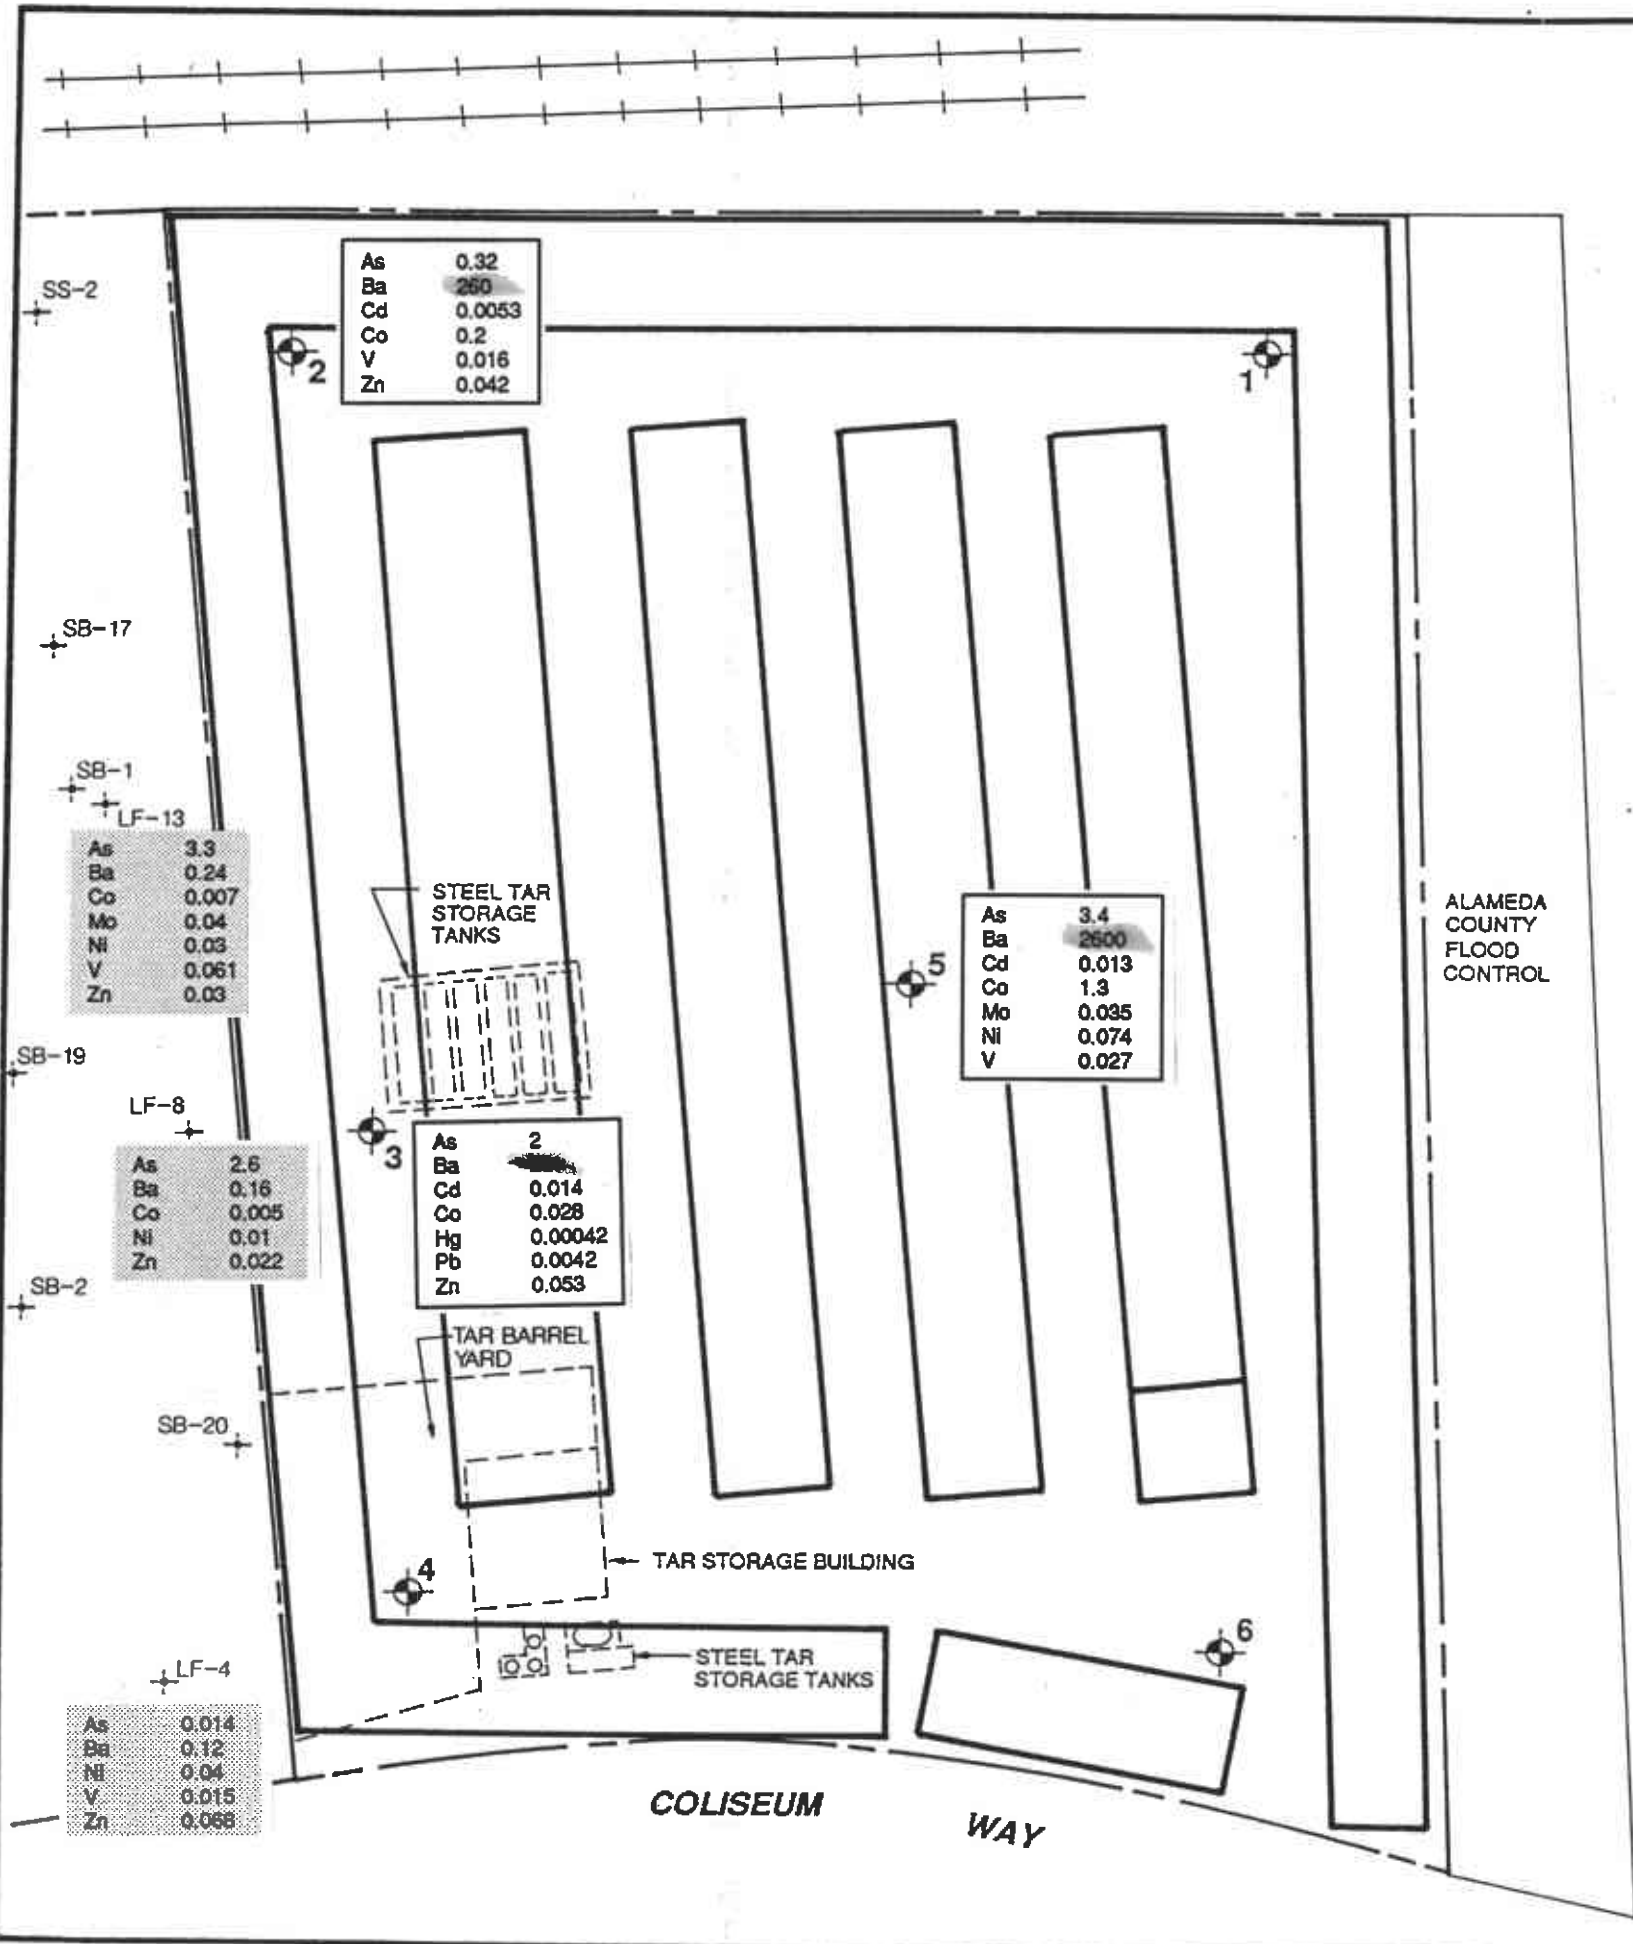 SS-2
As 0.32
Ba 260
Cd 0.0053
Co 0.2
V 0.016
Zn 0.042
2
1
SB-17
SB-1
LF-13
As 3.3
Ba 0.24
Co 0.007
Mo 0.04
Ni 0.03
V 0.061
Zn 0.03
STEEL TAR
STORAGE
TANKS
5
As 3.4
Ba 2600
Cd 0.013
Co 1.3
Mo 0.035
Ni 0.074
V 0.027
ALAMEDA
COUNTY
FLOOD
CONTROL
SB-19
LF-8
As 2.6
Ba 0.16
Co 0.005
Ni 0.01
Zn 0.022
3
As 2
Ba
Cd 0.014
Co 0.028
Hg 0.00042
Pb 0.0042
Zn 0.053
SB-2
TAR BARREL
YARD
SB-20
4
TAR STORAGE BUILDING
STEEL TAR
STORAGE TANKS
6
LF-4
As 0.014
Ba 0.12
Ni 0.04
V 0.015
Zn 0.068
COLISEUM
WAY